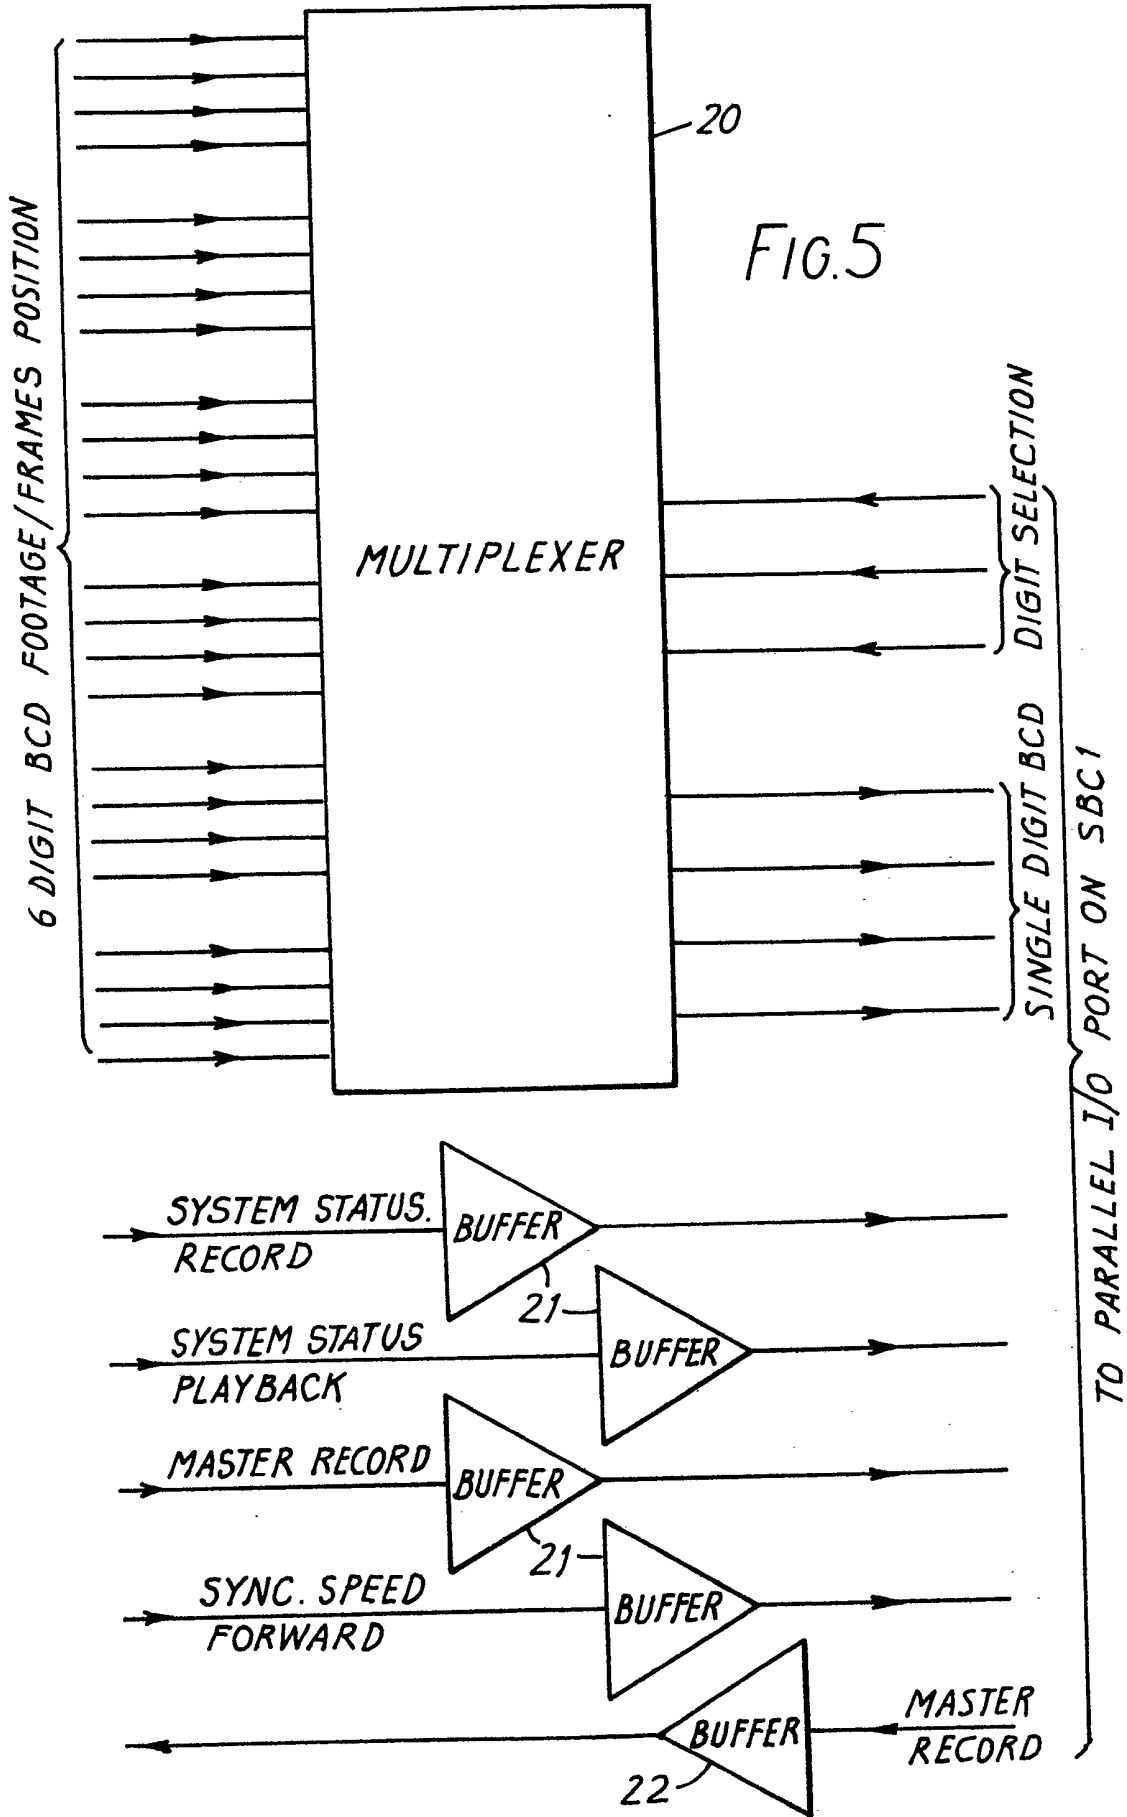 6 DIGIT BCD FOOTAGE/FRAMES POSITION
20
FIG.5
MULTIPLEXER
DIGIT SELECTION
SINGLE DIGIT BCD
TO PARALLEL I/O PORT ON SBC1
SYSTEM STATUS.
RECORD
BUFFER
21
SYSTEM STATUS
PLAYBACK
BUFFER
MASTER RECORD
BUFFER
21
SYNC. SPEED
FORWARD
BUFFER
BUFFER
22
MASTER
RECORD